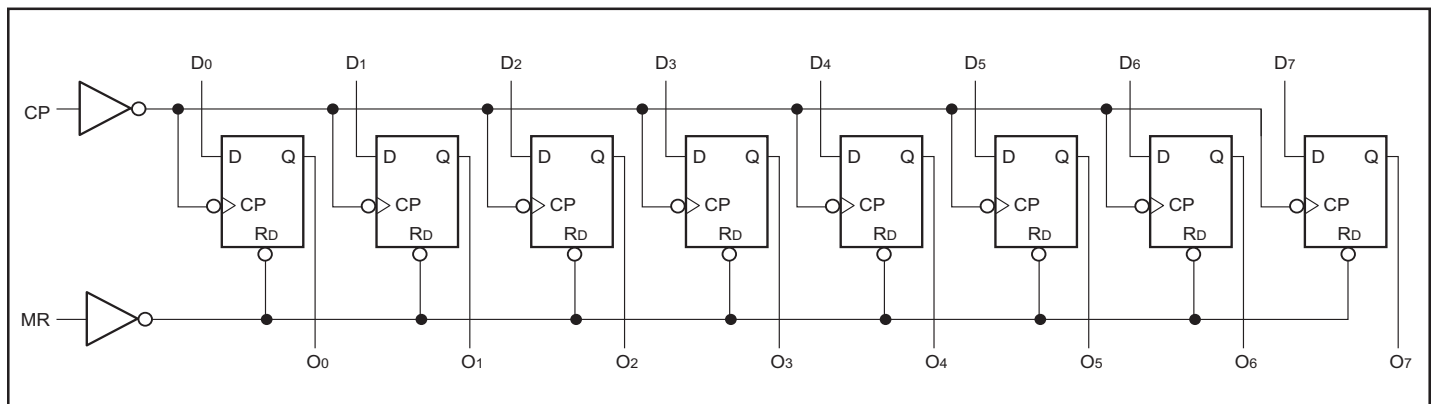 D0 D1 D2 D3 D4 D5 D6 D7
CP
D Q D Q D Q D Q D Q D Q D Q D Q
CP CP CP CP CP CP CP CP
RD RD RD RD RD RD RD RD
MR
O0 O1 O2 O3 O4 O5 O6 O7